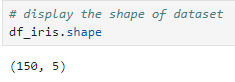 # display the shape of dataset
df_iris.shape
(150, 5)